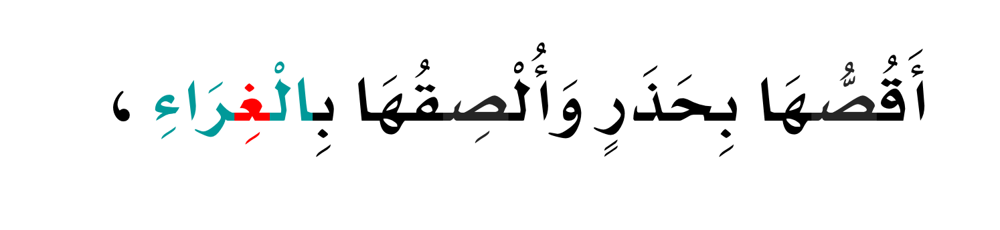 أَقُصُّهَا بِحَذَرٍ وَأُلْصِقُهَا بِالْغِرَاءِ ،